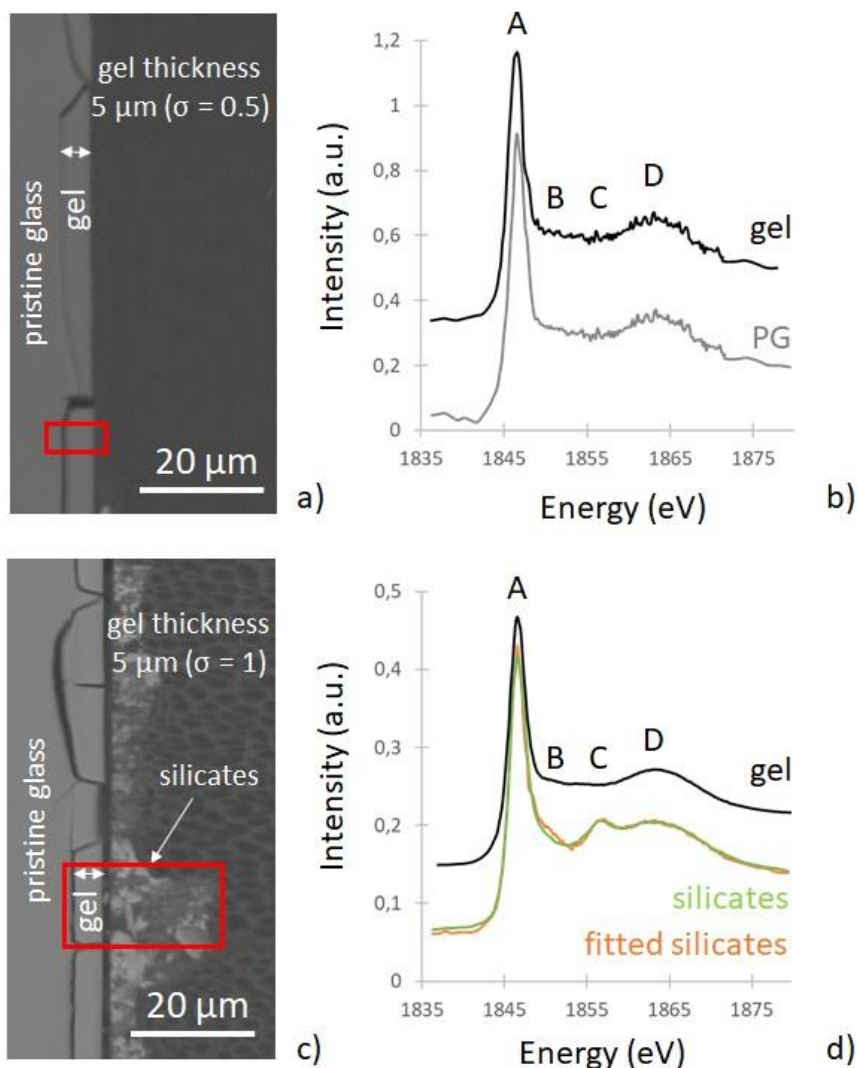 gel thickness
5 µm (σ = 0.5)
pristine glass
gel
20 µm
a)
Intensity (a.u.)
1,2
1
0,8
0,6
0,4
0,2
0
A
B
C
D
gel
PG
1835
1845
1855
1865
1875
Energy (eV)
b)
gel thickness
5 µm (σ = 1)
silicates
pristine glass
gel
20 µm
c)
Intensity (a.u.)
0,5
0,4
0,3
0,2
0,1
0
A
B
C
D
gel
silicates
fitted silicates
1835
1845
1855
1865
1875
Energy (eV)
d)